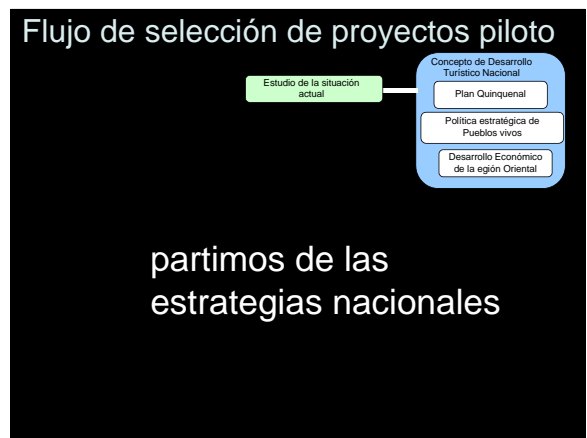 Flujo de selección de proyectos piloto
Concepto de Desarrollo
Turístico Nacional
Estudio de la situación
actual
Plan Quinquenal
Política estratégica de
Pueblos vivos
Desarrollo Económico
de la egión Oriental
partimos de las
estrategias nacionales